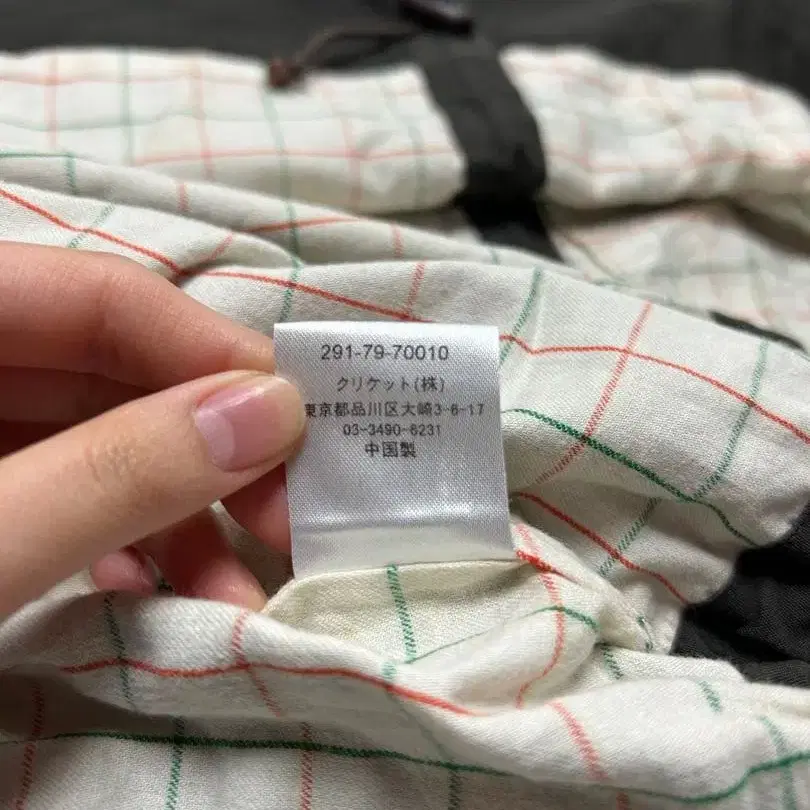 291-79-70010
クリケット(株)
東京都品川区大崎3-6-17
03-3490-6231
中国製